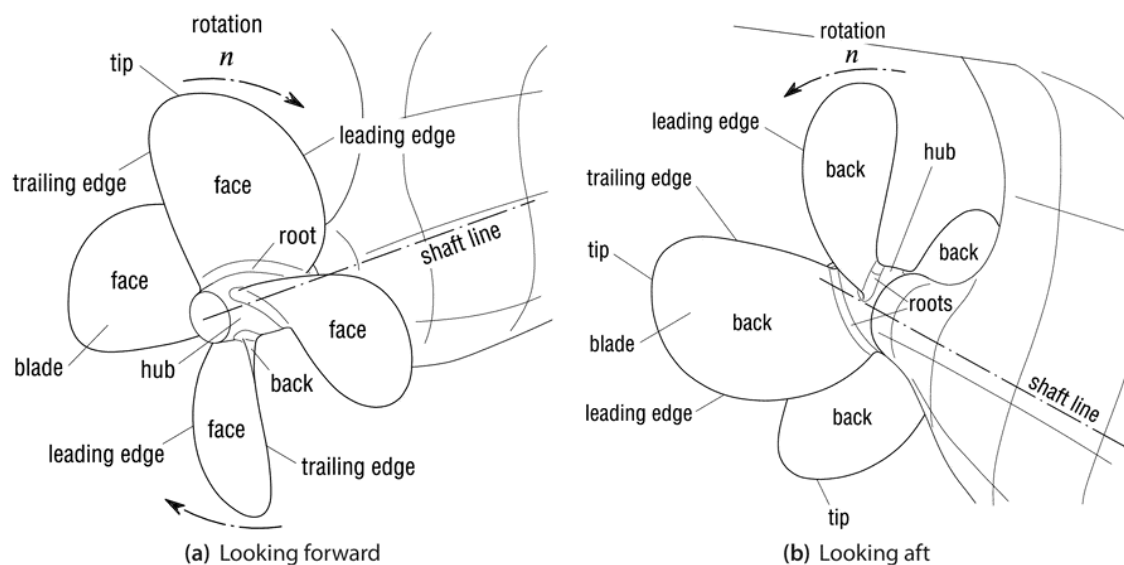 rotation
n
tip
leading edge
trailing edge
face
root
shaft line
face
face
blade
hub
back
face
leading edge
trailing edge
(a) Looking forward
rotation
n
leading edge
hub
back
trailing edge
back
tip
roots
back
blade
shaft line
leading edge
back
tip
(b) Looking aft